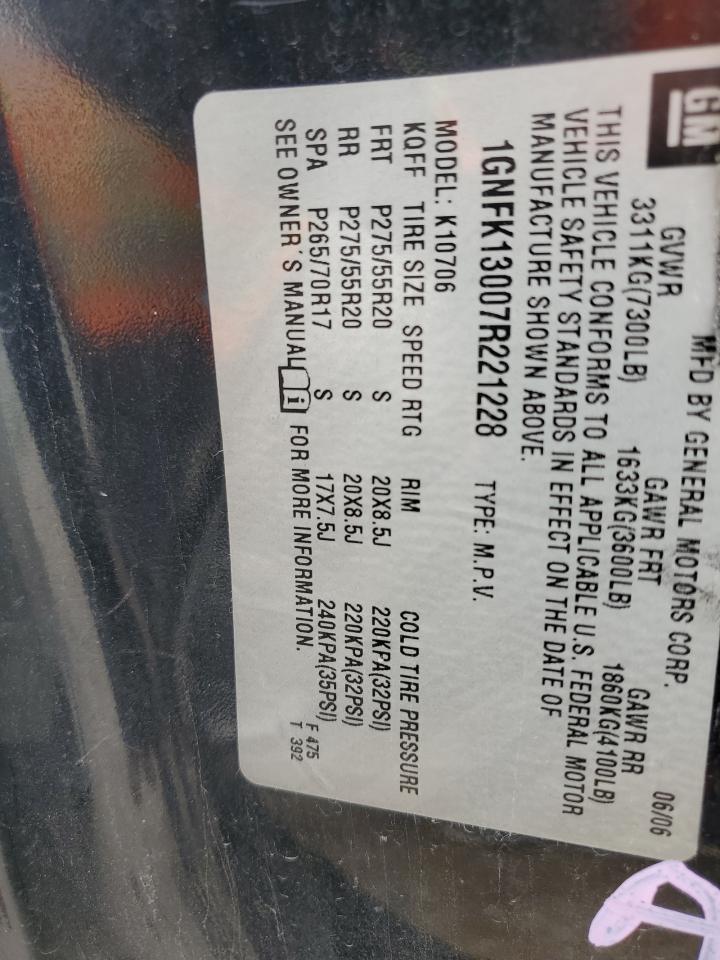 GM
MFD BY GENERAL MOTORS CORP. 06/06
GVWR GAWR FRT GAWR RR
3311KG(7300LB) 1633KG(3600LB) 1860KG(4100LB)
THIS VEHICLE CONFORMS TO ALL APPLICABLE U.S. FEDERAL MOTOR
VEHICLE SAFETY STANDARDS IN EFFECT ON THE DATE OF
MANUFACTURE SHOWN ABOVE.
1GNFK13007R221228 TYPE: M.P.V.
MODEL: K10706
KQFF TIRE SIZE SPEED RTG RIM COLD TIRE PRESSURE
FRT P275/55R20 S 20X8.5J 220KPA(32PSI)
RR P275/55R20 S 20X8.5J 220KPA(32PSI)
SPA P265/70R17 S 17X7.5J 240KPA(35PSI)
SEE OWNER'S MANUAL i FOR MORE INFORMATION.
F 475
T 392